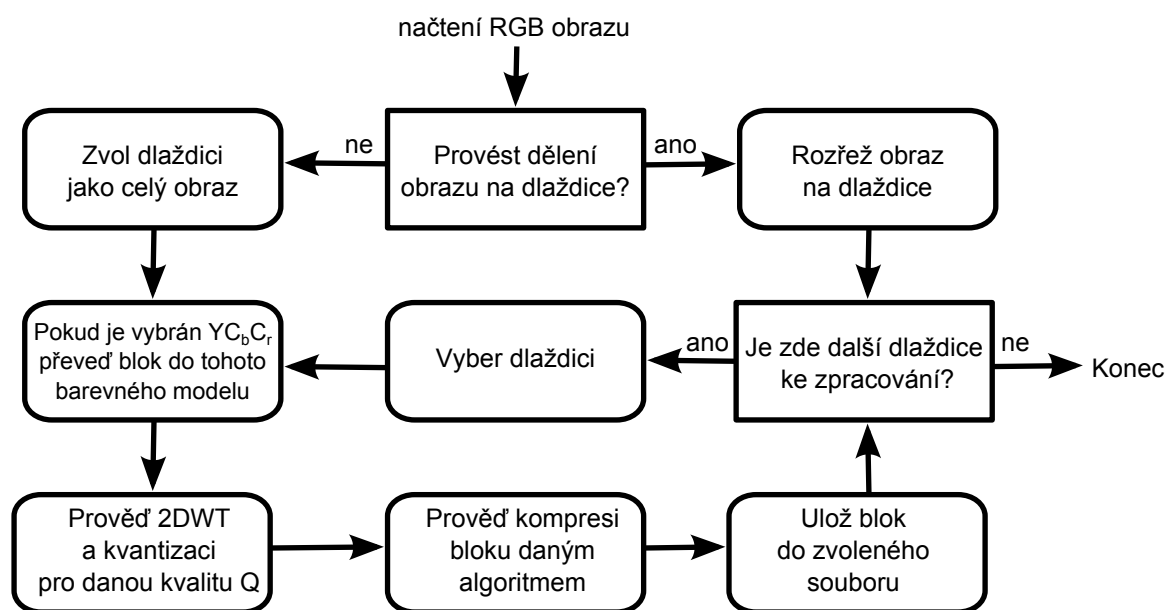 načtení RGB obrazu
Zvol dlaždici
jako celý obraz
ne
Provést dělení
obrazu na dlaždice?
ano
Rozřež obraz
na dlaždice
Pokud je vybrán YCbCr
převeď blok do tohoto
barevného modelu
Vyber dlaždici
ano
Je zde další dlaždice
ke zpracování?
ne
Konec
Prověď 2DWT
a kvantizaci
pro danou kvalitu Q
Prověď kompresi
bloku daným
algoritmem
Ulož blok
do zvoleného
souboru